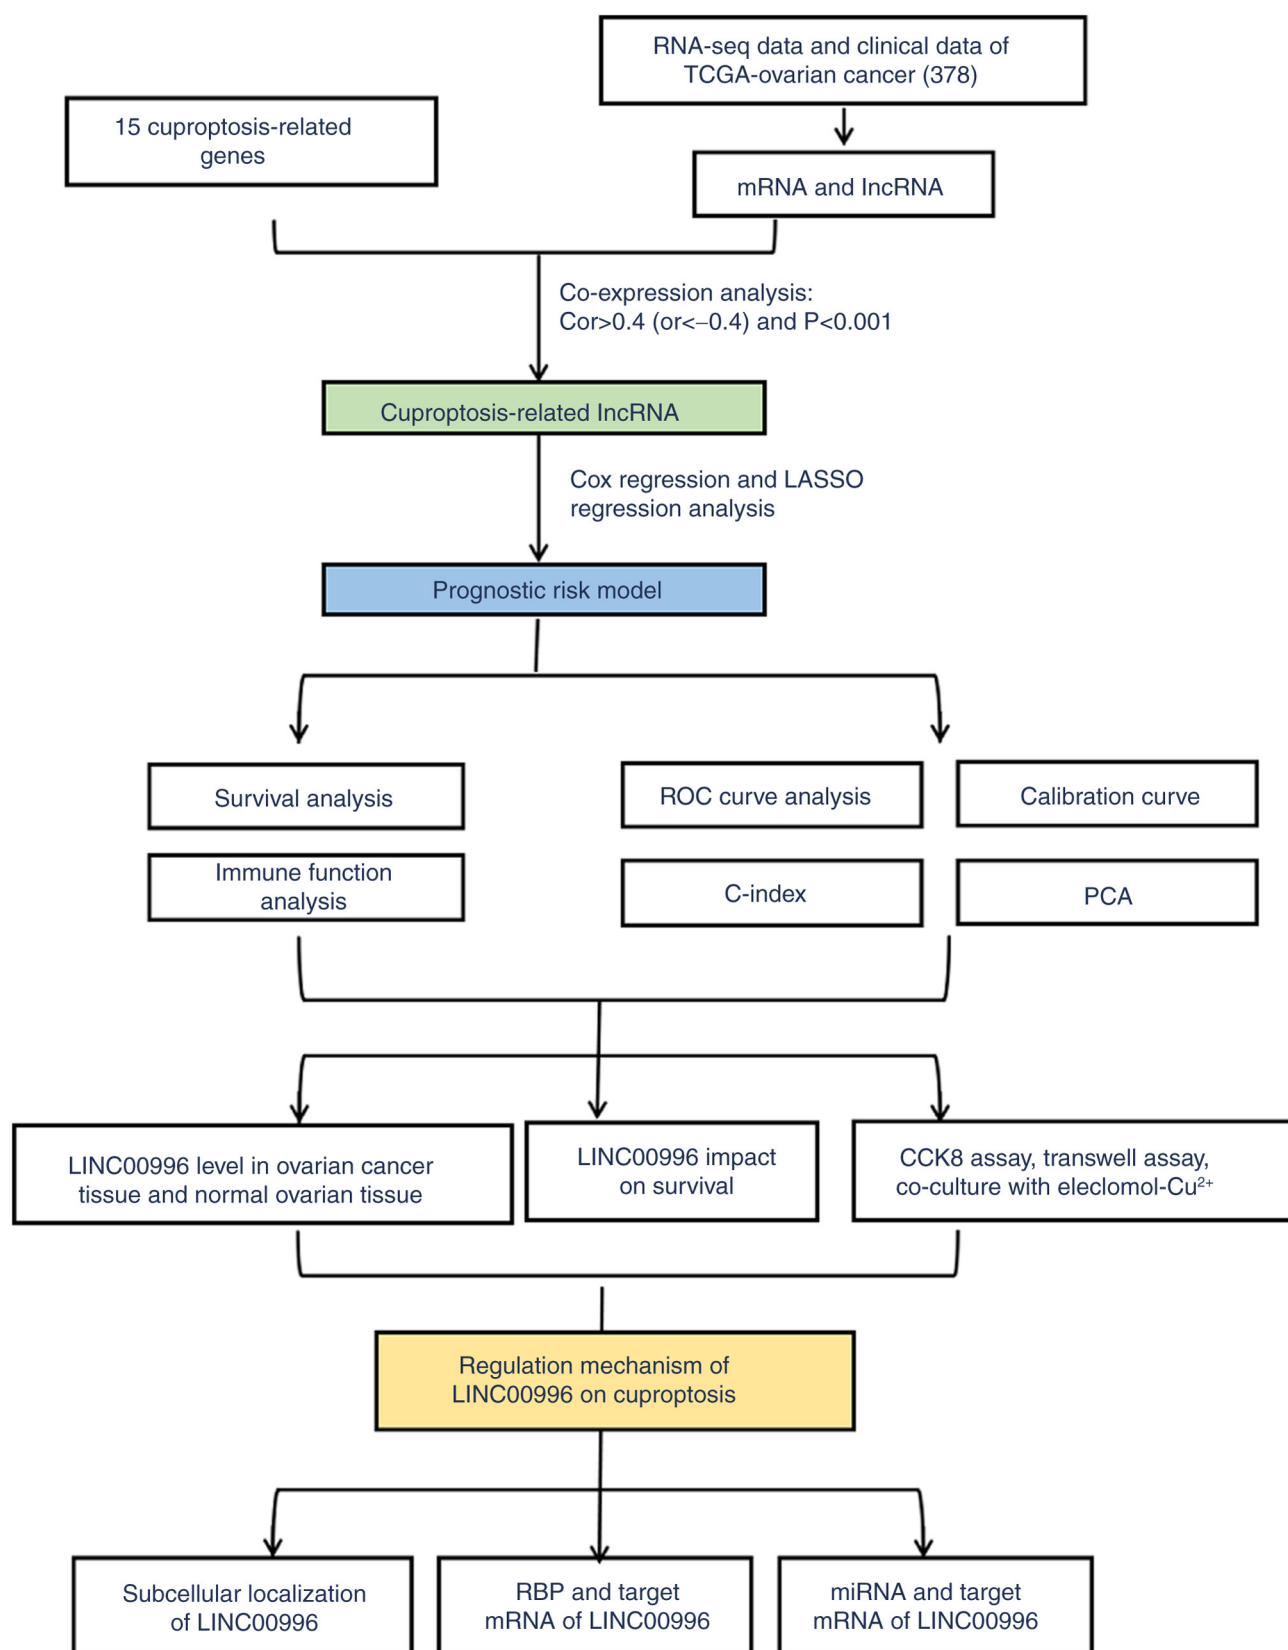 RNA-seq data and clinical data of
TCGA-ovarian cancer (378)
15 cuproptosis-related
genes
mRNA and lncRNA
Co-expression analysis:
Cor>0.4 (or<−0.4) and P<0.001
Cuproptosis-related lncRNA
Cox regression and LASSO
regression analysis
Prognostic risk model
Survival analysis
ROC curve analysis
Calibration curve
Immune function
analysis
C-index
PCA
LINC00996 level in ovarian cancer
tissue and normal ovarian tissue
LINC00996 impact
on survival
CCK8 assay, transwell assay,
co-culture with eleclomol-Cu²⁺
Regulation mechanism of
LINC00996 on cuproptosis
Subcellular localization
of LINC00996
RBP and target
mRNA of LINC00996
miRNA and target
mRNA of LINC00996